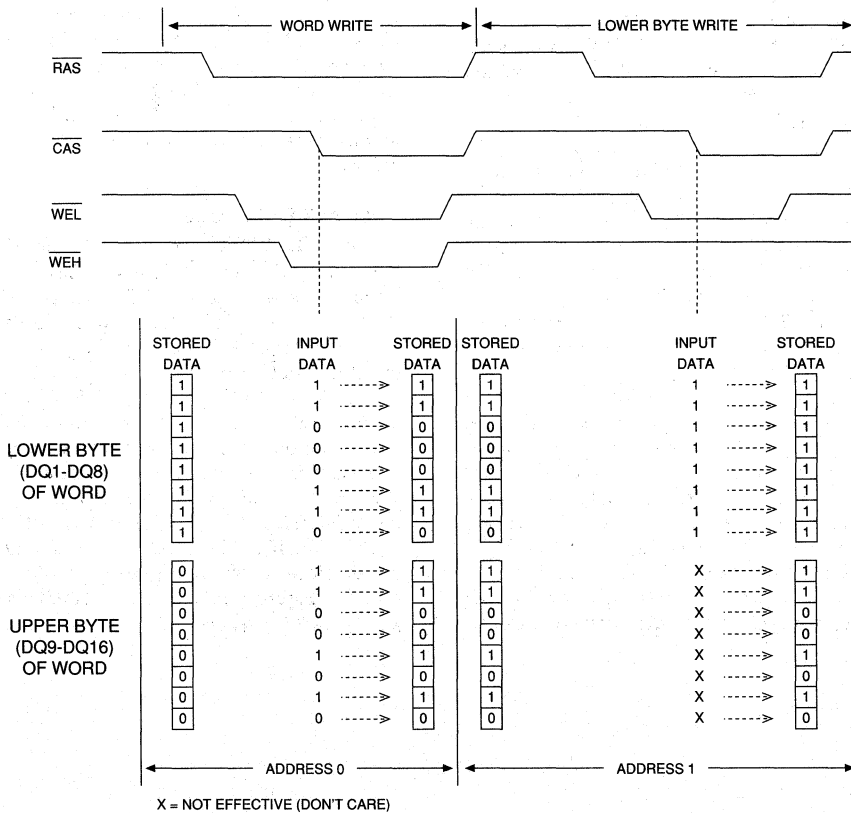 WORD WRITE LOWER BYTE WRITE
RAS
CAS
WEL
WEH
STORED INPUT STORED STORED INPUT STORED
DATA DATA DATA DATA DATA DATA
1 1 1 1 1 1
1 1 1 1 1 1
1 0 0 0 1 1
1 0 0 0 1 1
1 0 0 0 1 1
1 1 1 1 1 1
1 1 1 1 1 1
1 0 0 0 1 1
LOWER BYTE
(DQ1-DQ8)
OF WORD
0 1 1 1 X 1
0 1 1 1 X 1
0 0 0 0 X 0
0 0 0 0 X 0
0 1 1 1 X 1
0 0 0 0 X 0
0 1 1 1 X 1
0 0 0 0 X 0
UPPER BYTE
(DQ9-DQ16)
OF WORD
ADDRESS 0 ADDRESS 1
X = NOT EFFECTIVE (DON'T CARE)